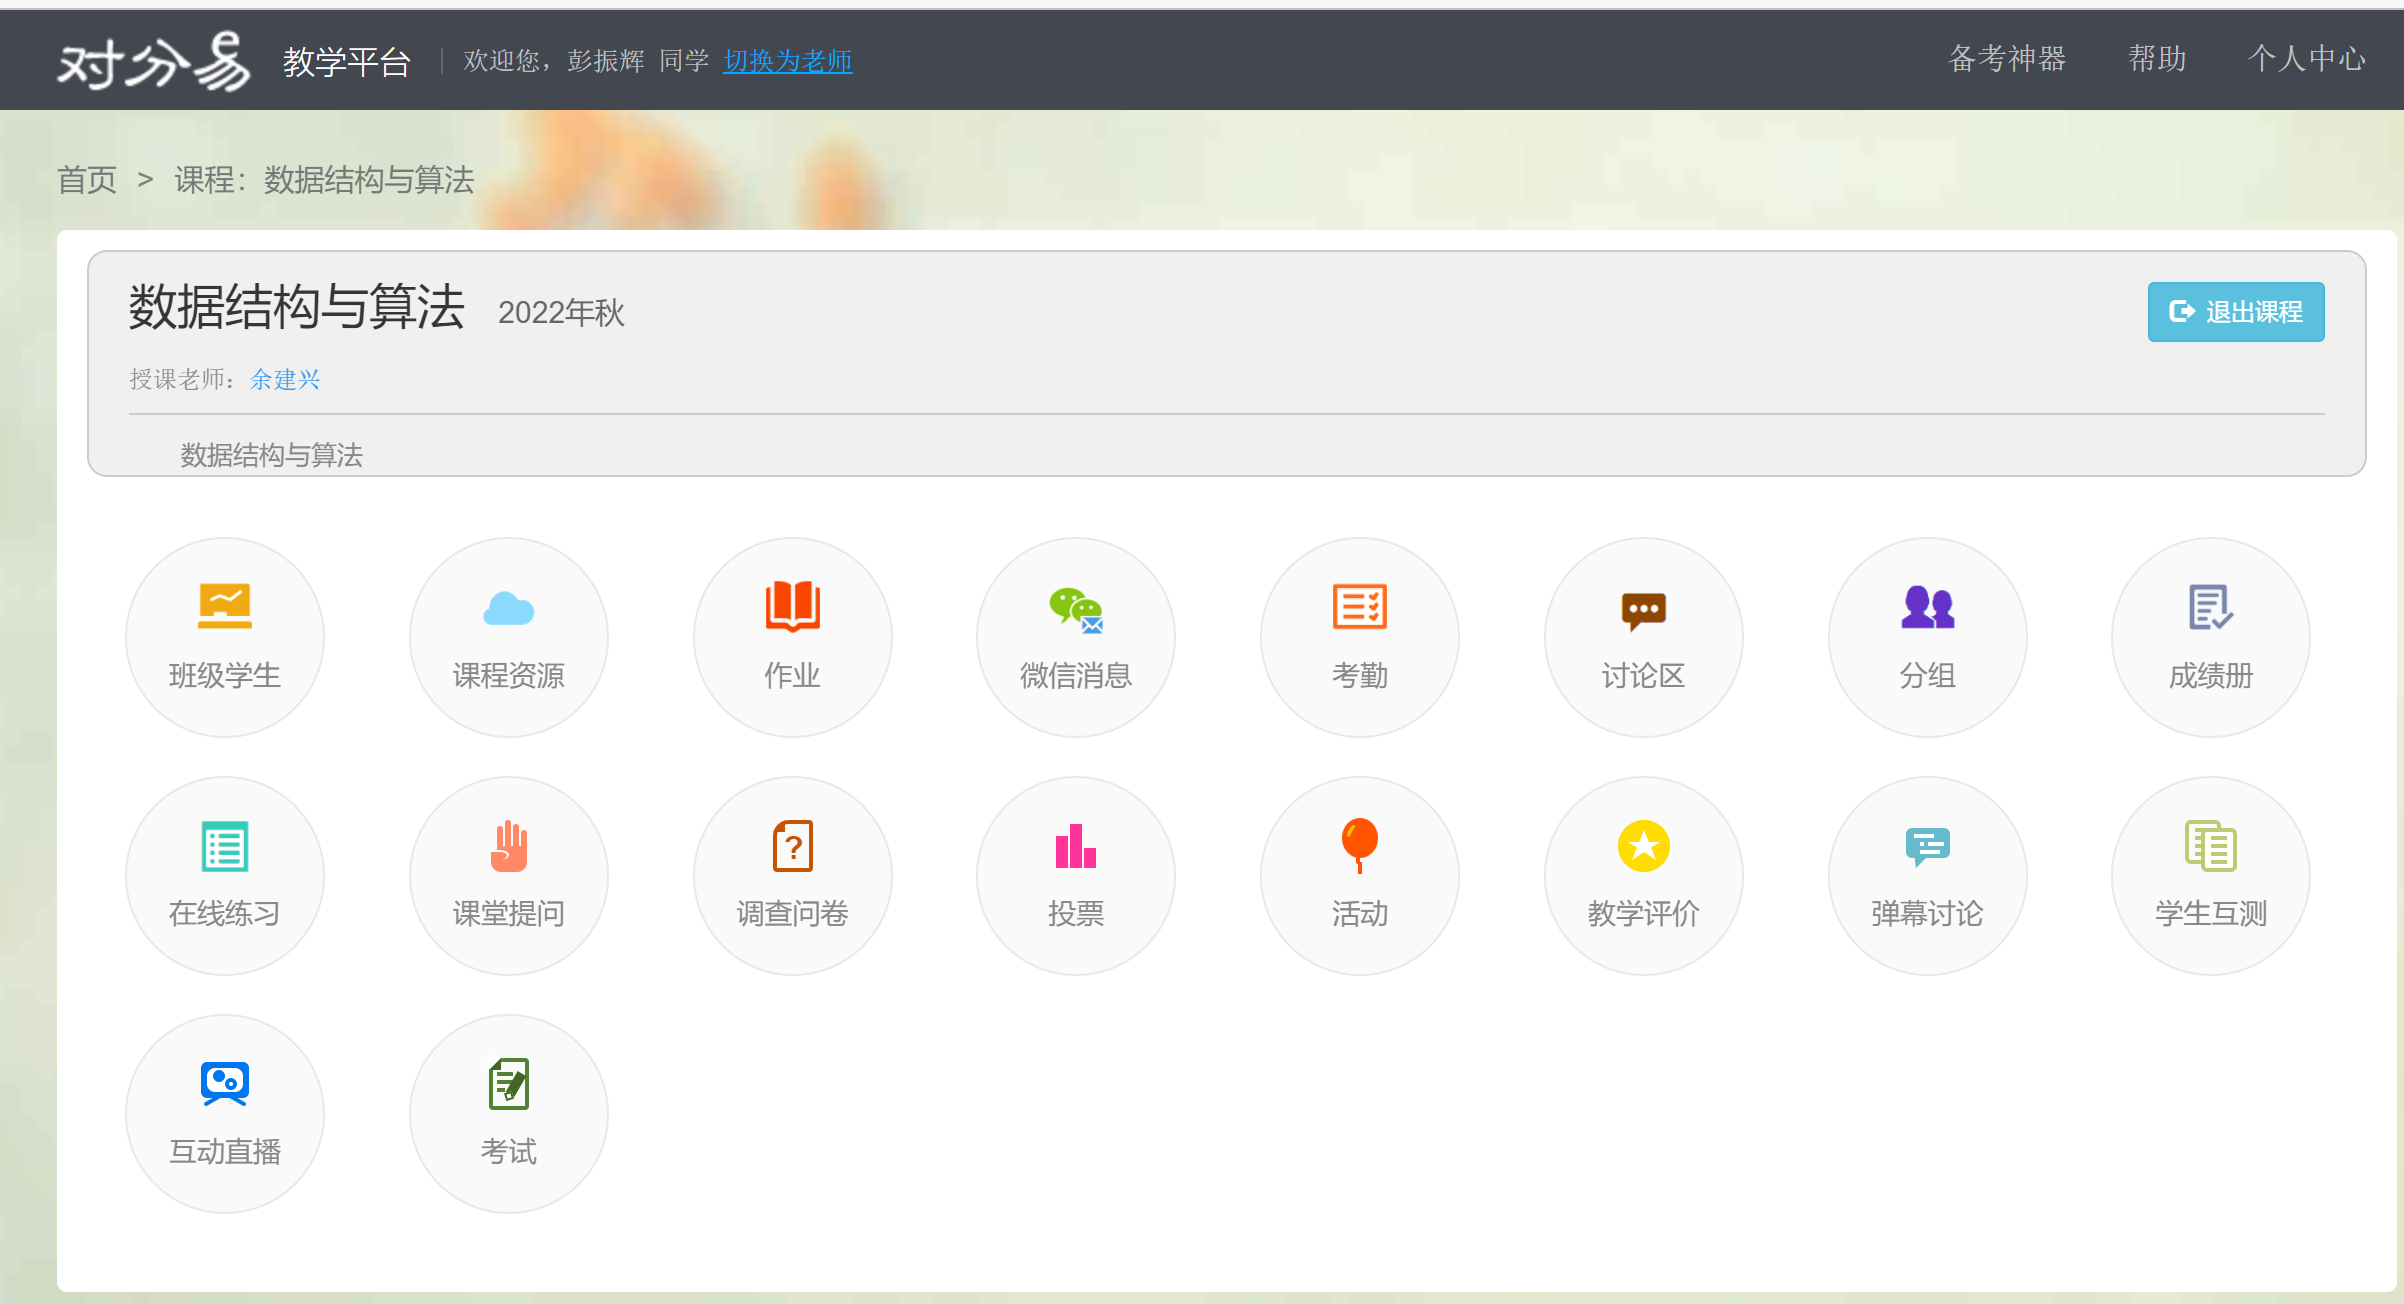 对分易 教学平台 欢迎您，彭振辉 同学 切换为老师 备考神器 帮助 个人中心
首页 > 课程：数据结构与算法
数据结构与算法 2022年秋 退出课程
授课老师：余建兴
数据结构与算法
班级学生 课程资源 作业 微信消息 考勤 讨论区 分组 成绩册
在线练习 课堂提问 调查问卷 投票 活动 教学评价 弹幕讨论 学生互测
互动直播 考试